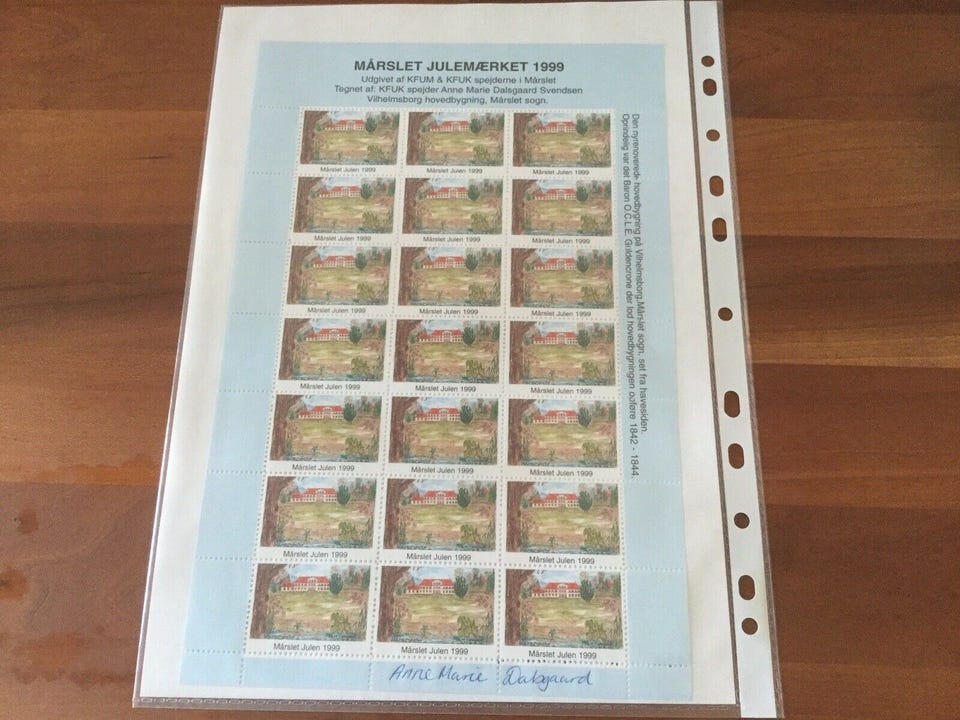 MÅRSLET JULEMÆRKET 1999
Udgivet af KFUM & KFUK spejderne i Mårslet
Tegnet af: KFUK spejder Anne Marie Dalsgaard Svendsen
Vilhelmsborg hovedbygning, Mårslet sogn.
Den nyrenoverede hovedbygning på Vilhelmsborg, Mårslet sogn, set fra havesiden.
Oprindelig var det Baron O.C.L.E. Guldencrone der lod hovedbygningen opføre 1842 - 1844.
Mårslet Julen 1999 Mårslet Julen 1999 Mårslet Julen 1999
Mårslet Julen 1999 Mårslet Julen 1999 Mårslet Julen 1999
Mårslet Julen 1999 Mårslet Julen 1999 Mårslet Julen 1999
Mårslet Julen 1999 Mårslet Julen 1999 Mårslet Julen 1999
Mårslet Julen 1999 Mårslet Julen 1999 Mårslet Julen 1999
Mårslet Julen 1999 Mårslet Julen 1999 Mårslet Julen 1999
Mårslet Julen 1999 Mårslet Julen 1999 Mårslet Julen 1999
Anne Marie Dalsgaard